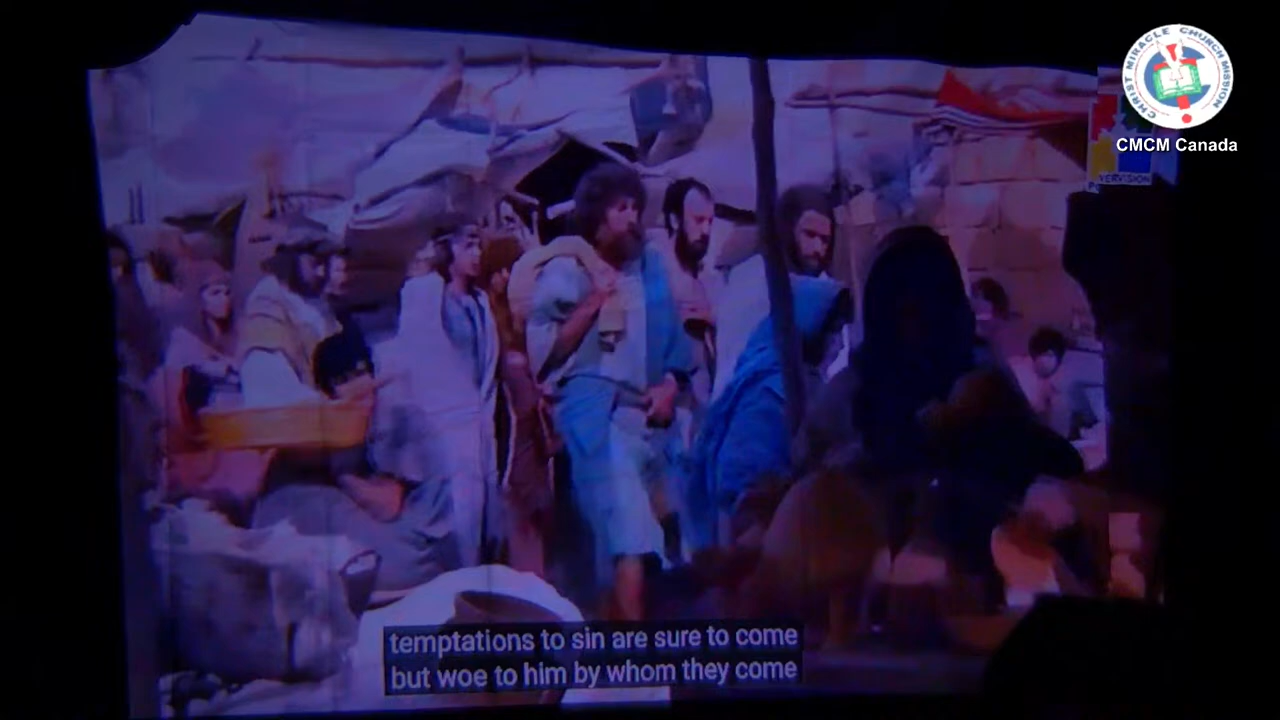 CHRIST MIRACLE CHURCH MISSION
CMCM Canada
VERVISION
temptations to sin are sure to come
but woe to him by whom they come